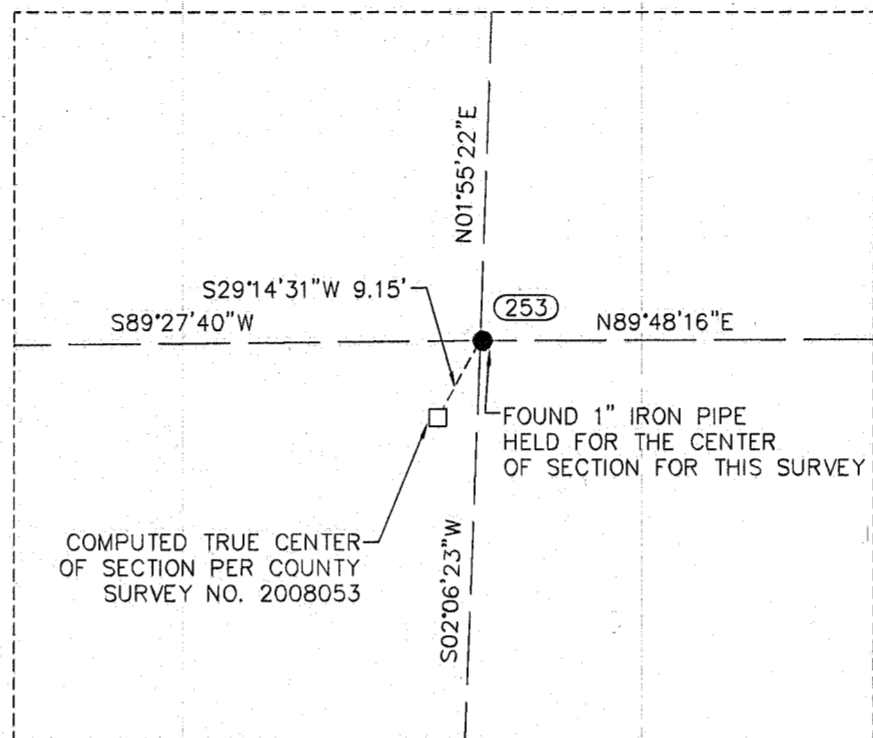 N01°55'22"E
S29°14'31"W 9.15'
253
S89°27'40"W
N89°48'16"E
FOUND 1" IRON PIPE
HELD FOR THE CENTER
OF SECTION FOR THIS SURVEY
COMPUTED TRUE CENTER
OF SECTION PER COUNTY
SURVEY NO. 2008053
S02°06'23"W